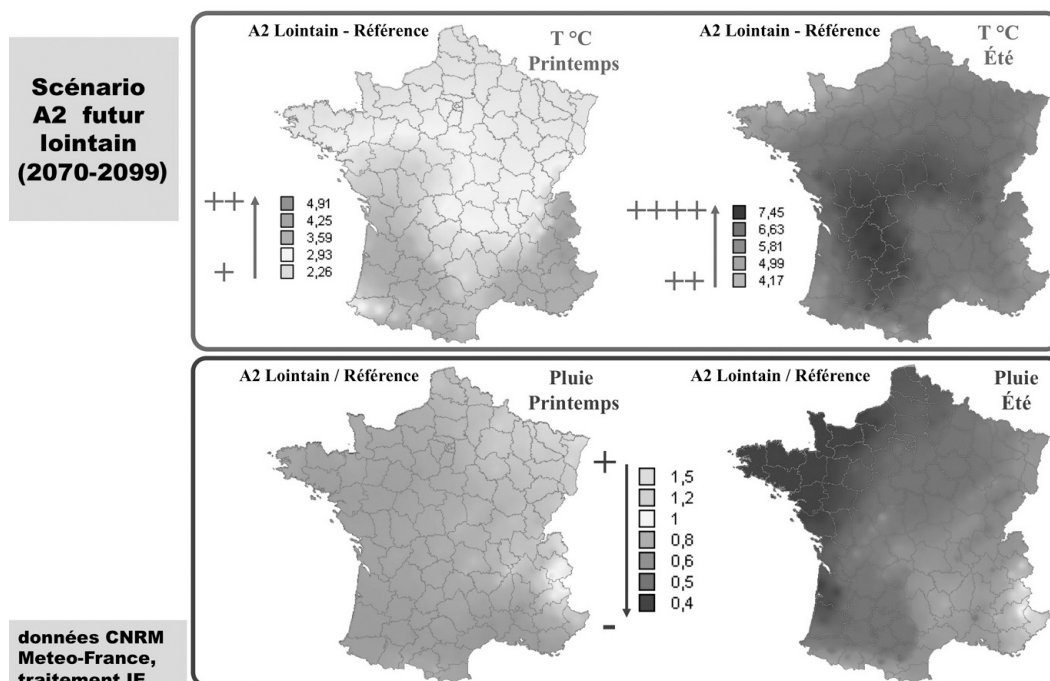 Scénario
A2 futur
lointain
(2070-2099)
A2 Lointain - Référence
T °C
Printemps
++
+
4,91
4,25
3,59
2,93
2,26
A2 Lointain - Référence
T °C
Été
++++
++
7,45
6,63
5,81
4,99
4,17
A2 Lointain / Référence
Pluie
Printemps
+
-
1,5
1,2
1
0,8
0,6
0,5
0,4
A2 Lointain / Référence
Pluie
Été
données CNRM
Meteo-France,
traitement IF